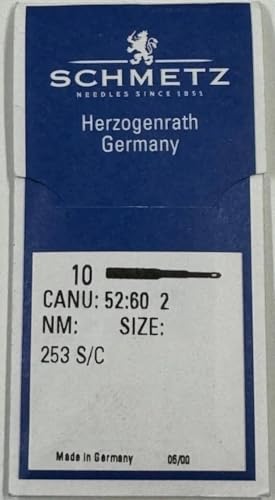 SCHMETZ
NEEDLES SINCE 1851
Herzogenrath
Germany
10
CANU: 52:60 2
NM: SIZE:
253 S/C
Made in Germany 06/00